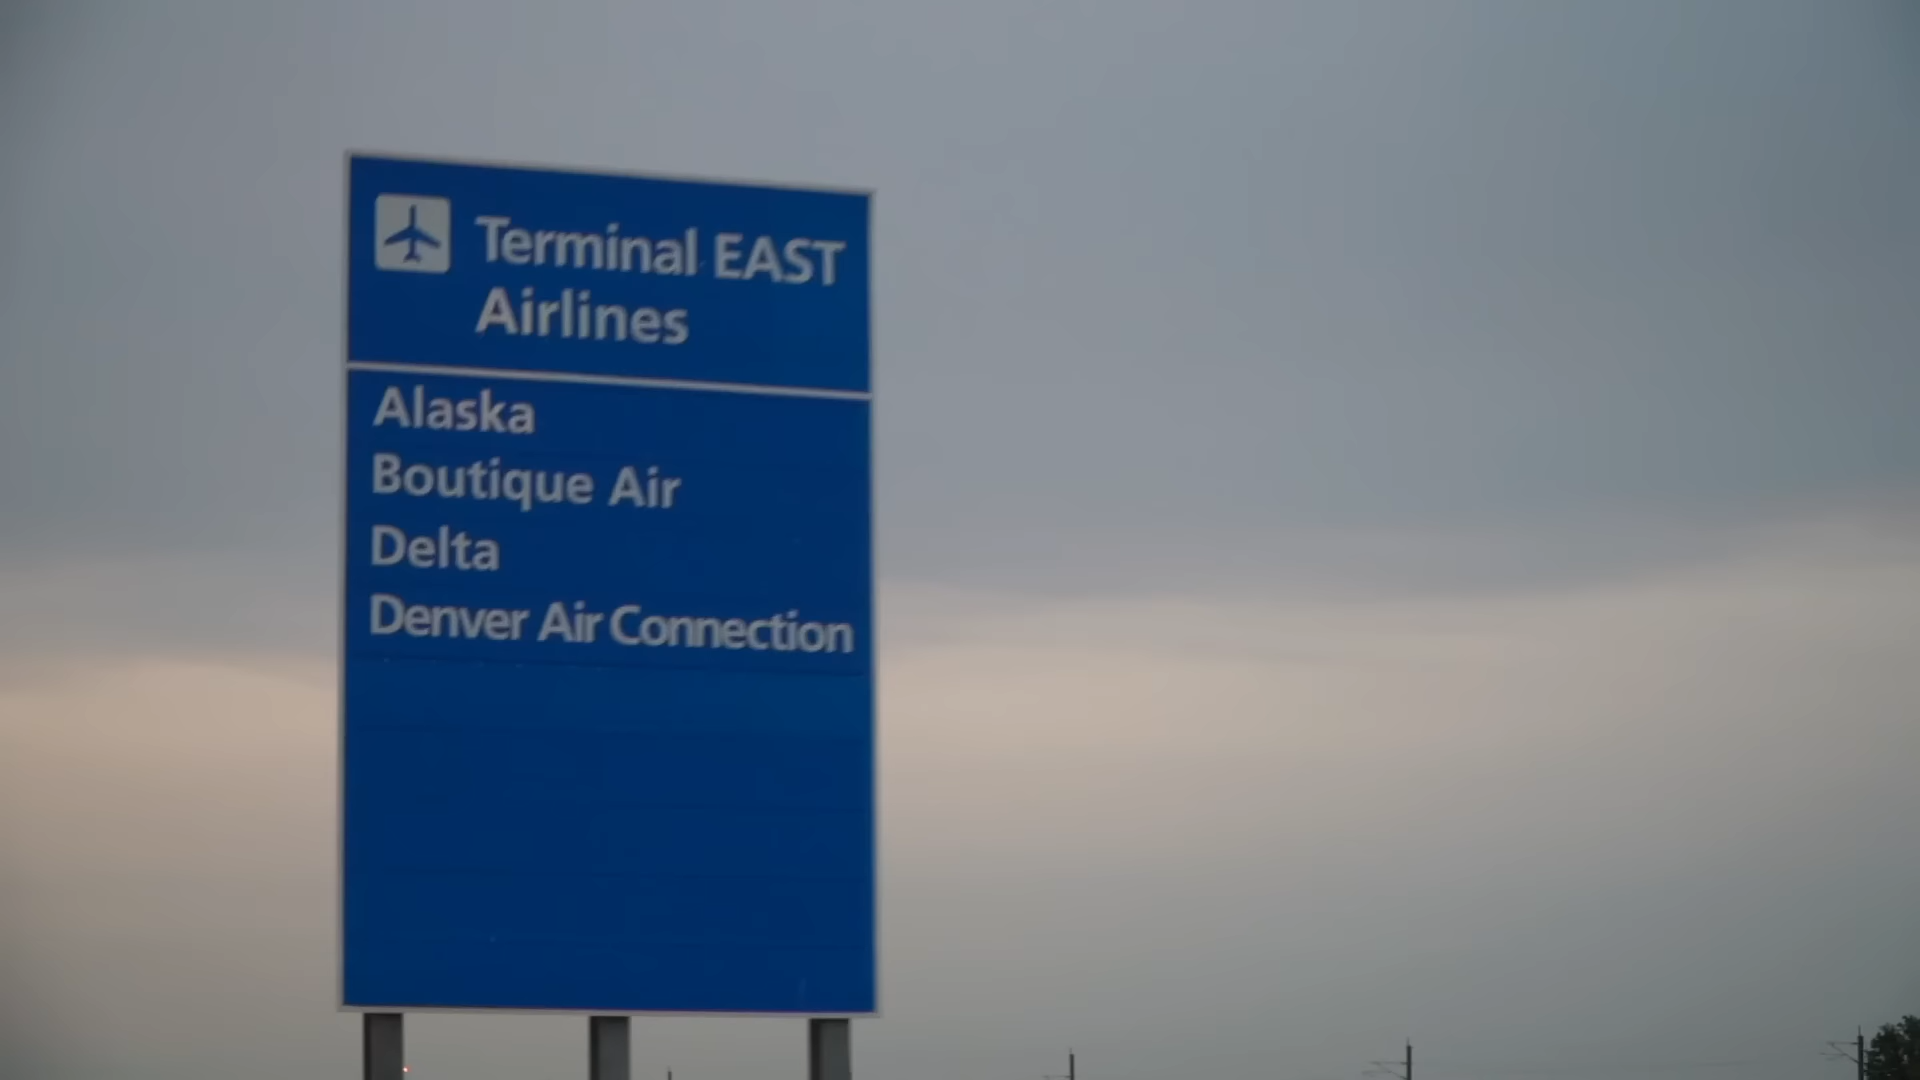 Terminal EAST
Airlines
Alaska
Boutique Air
Delta
Denver Air Connection